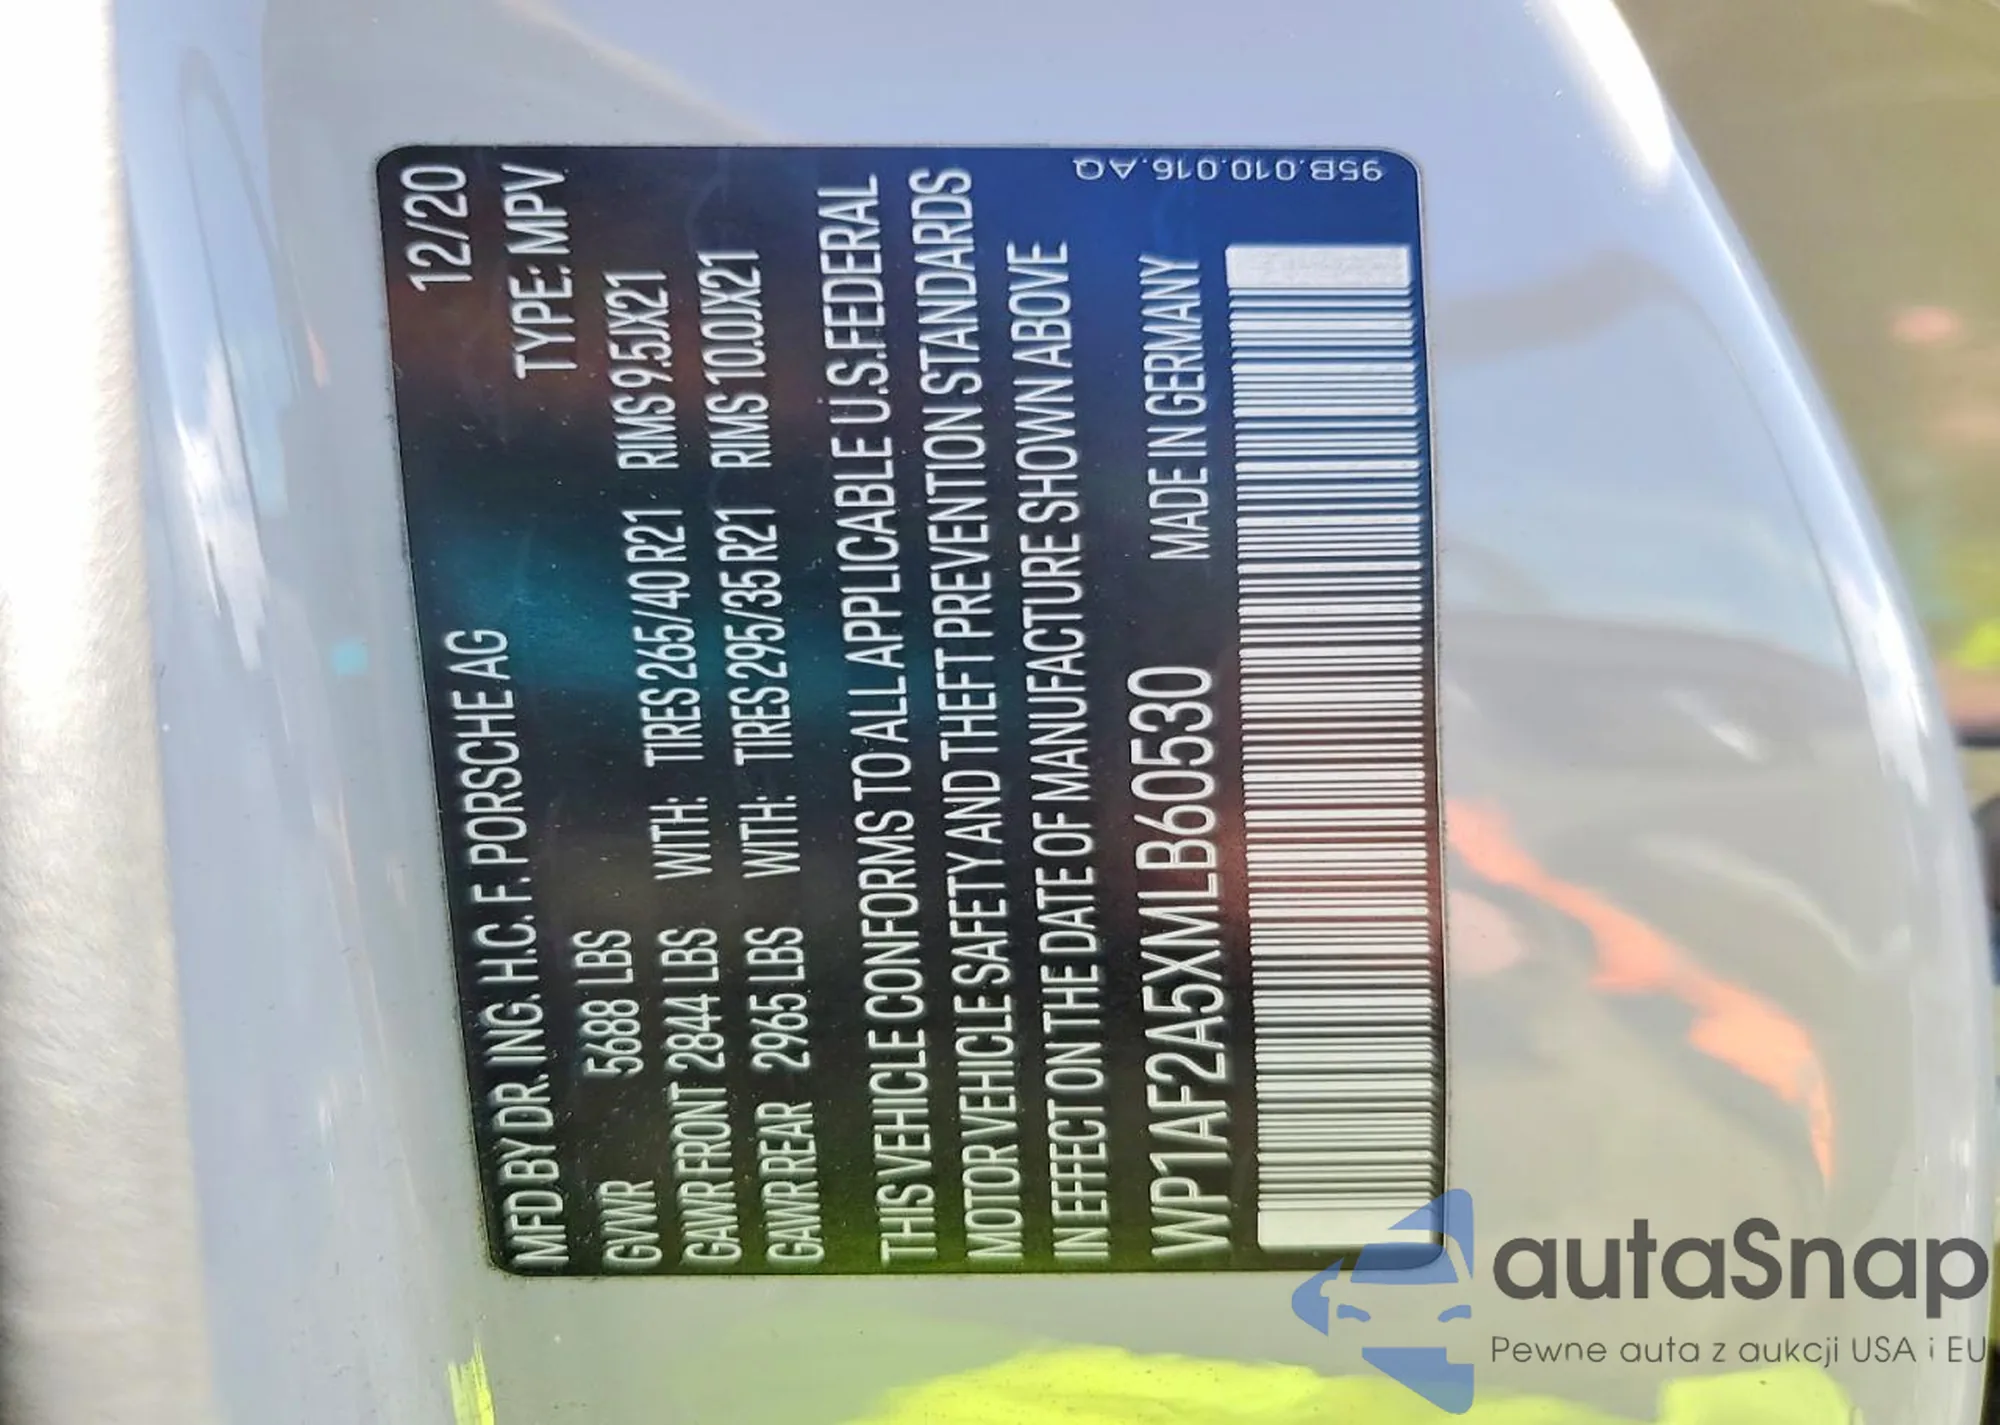 MFD BY DR. ING. H.C. F. PORSCHE AG 12/20
GVWR 5688 LBS TYPE: MPV
GAWR FRONT 2844 LBS WITH: TIRES 265/40 R21 RIMS 9.5JX21
GAWR REAR 2965 LBS WITH: TIRES 295/35 R21 RIMS 10.0JX21
THIS VEHICLE CONFORMS TO ALL APPLICABLE U.S. FEDERAL
MOTOR VEHICLE SAFETY AND THEFT PREVENTION STANDARDS
IN EFFECT ON THE DATE OF MANUFACTURE SHOWN ABOVE
WP1AF2A5XMLB60530 MADE IN GERMANY
95B.010.016.AQ
autaSnap
Pewne auta z aukcji USA i EU